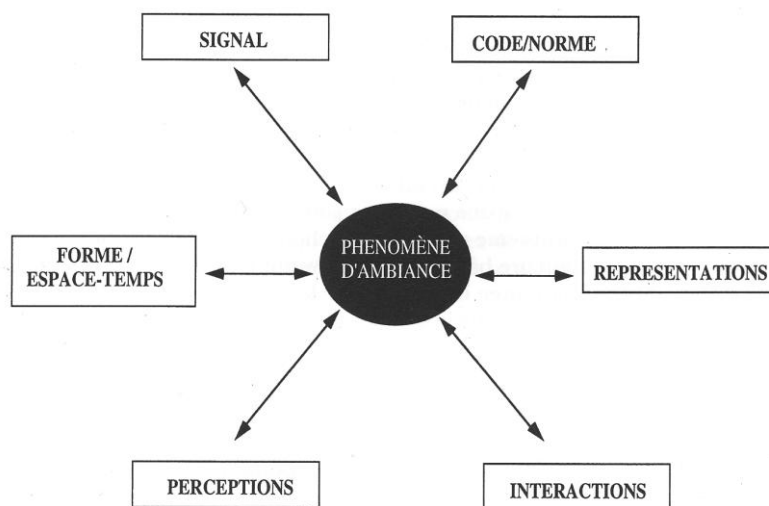 SIGNAL
CODE/NORME
PHENOMÈNE
D'AMBIANCE
FORME /
ESPACE-TEMPS
REPRESENTATIONS
PERCEPTIONS
INTERACTIONS